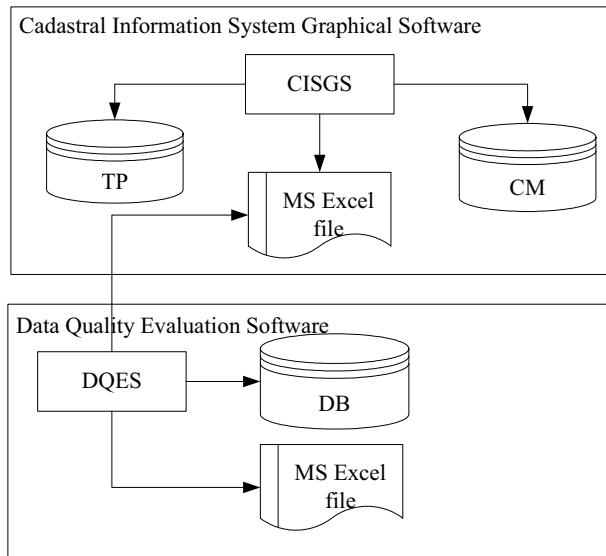 Cadastral Information System Graphical Software
CISGS
TP
MS Excel
file
CM
Data Quality Evaluation Software
DQES
DB
MS Excel
file